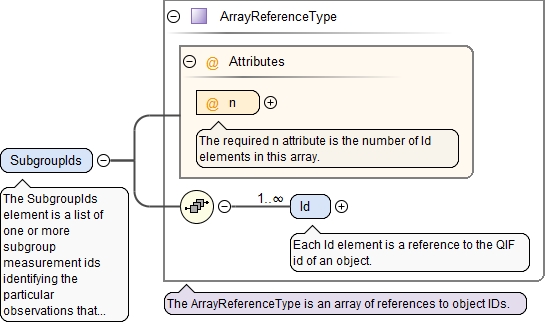 ArrayReferenceType
@ Attributes
@ n
The required n attribute is the number of Id
elements in this array.
SubgroupIds
The SubgroupIds
element is a list of
one or more
subgroup
measurement ids
identifying the
particular
observations that...
1..∞
Id
Each Id element is a reference to the QIF
id of an object.
The ArrayReferenceType is an array of references to object IDs.